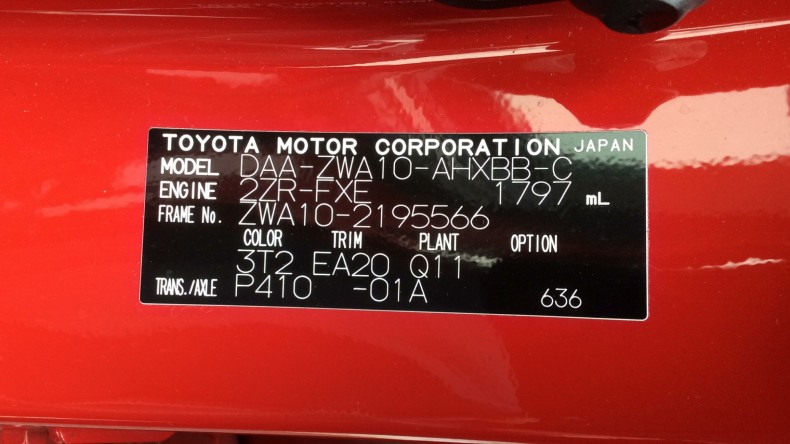 TOYOTA MOTOR CORPORATION JAPAN
MODEL DAA-ZWA10-AHXBB-C
ENGINE 2ZR-FXE 1797 mL
FRAME No. ZWA10-2195566
COLOR TRIM PLANT OPTION
3T2 EA20 Q11
TRANS./AXLE P410 -01A 636